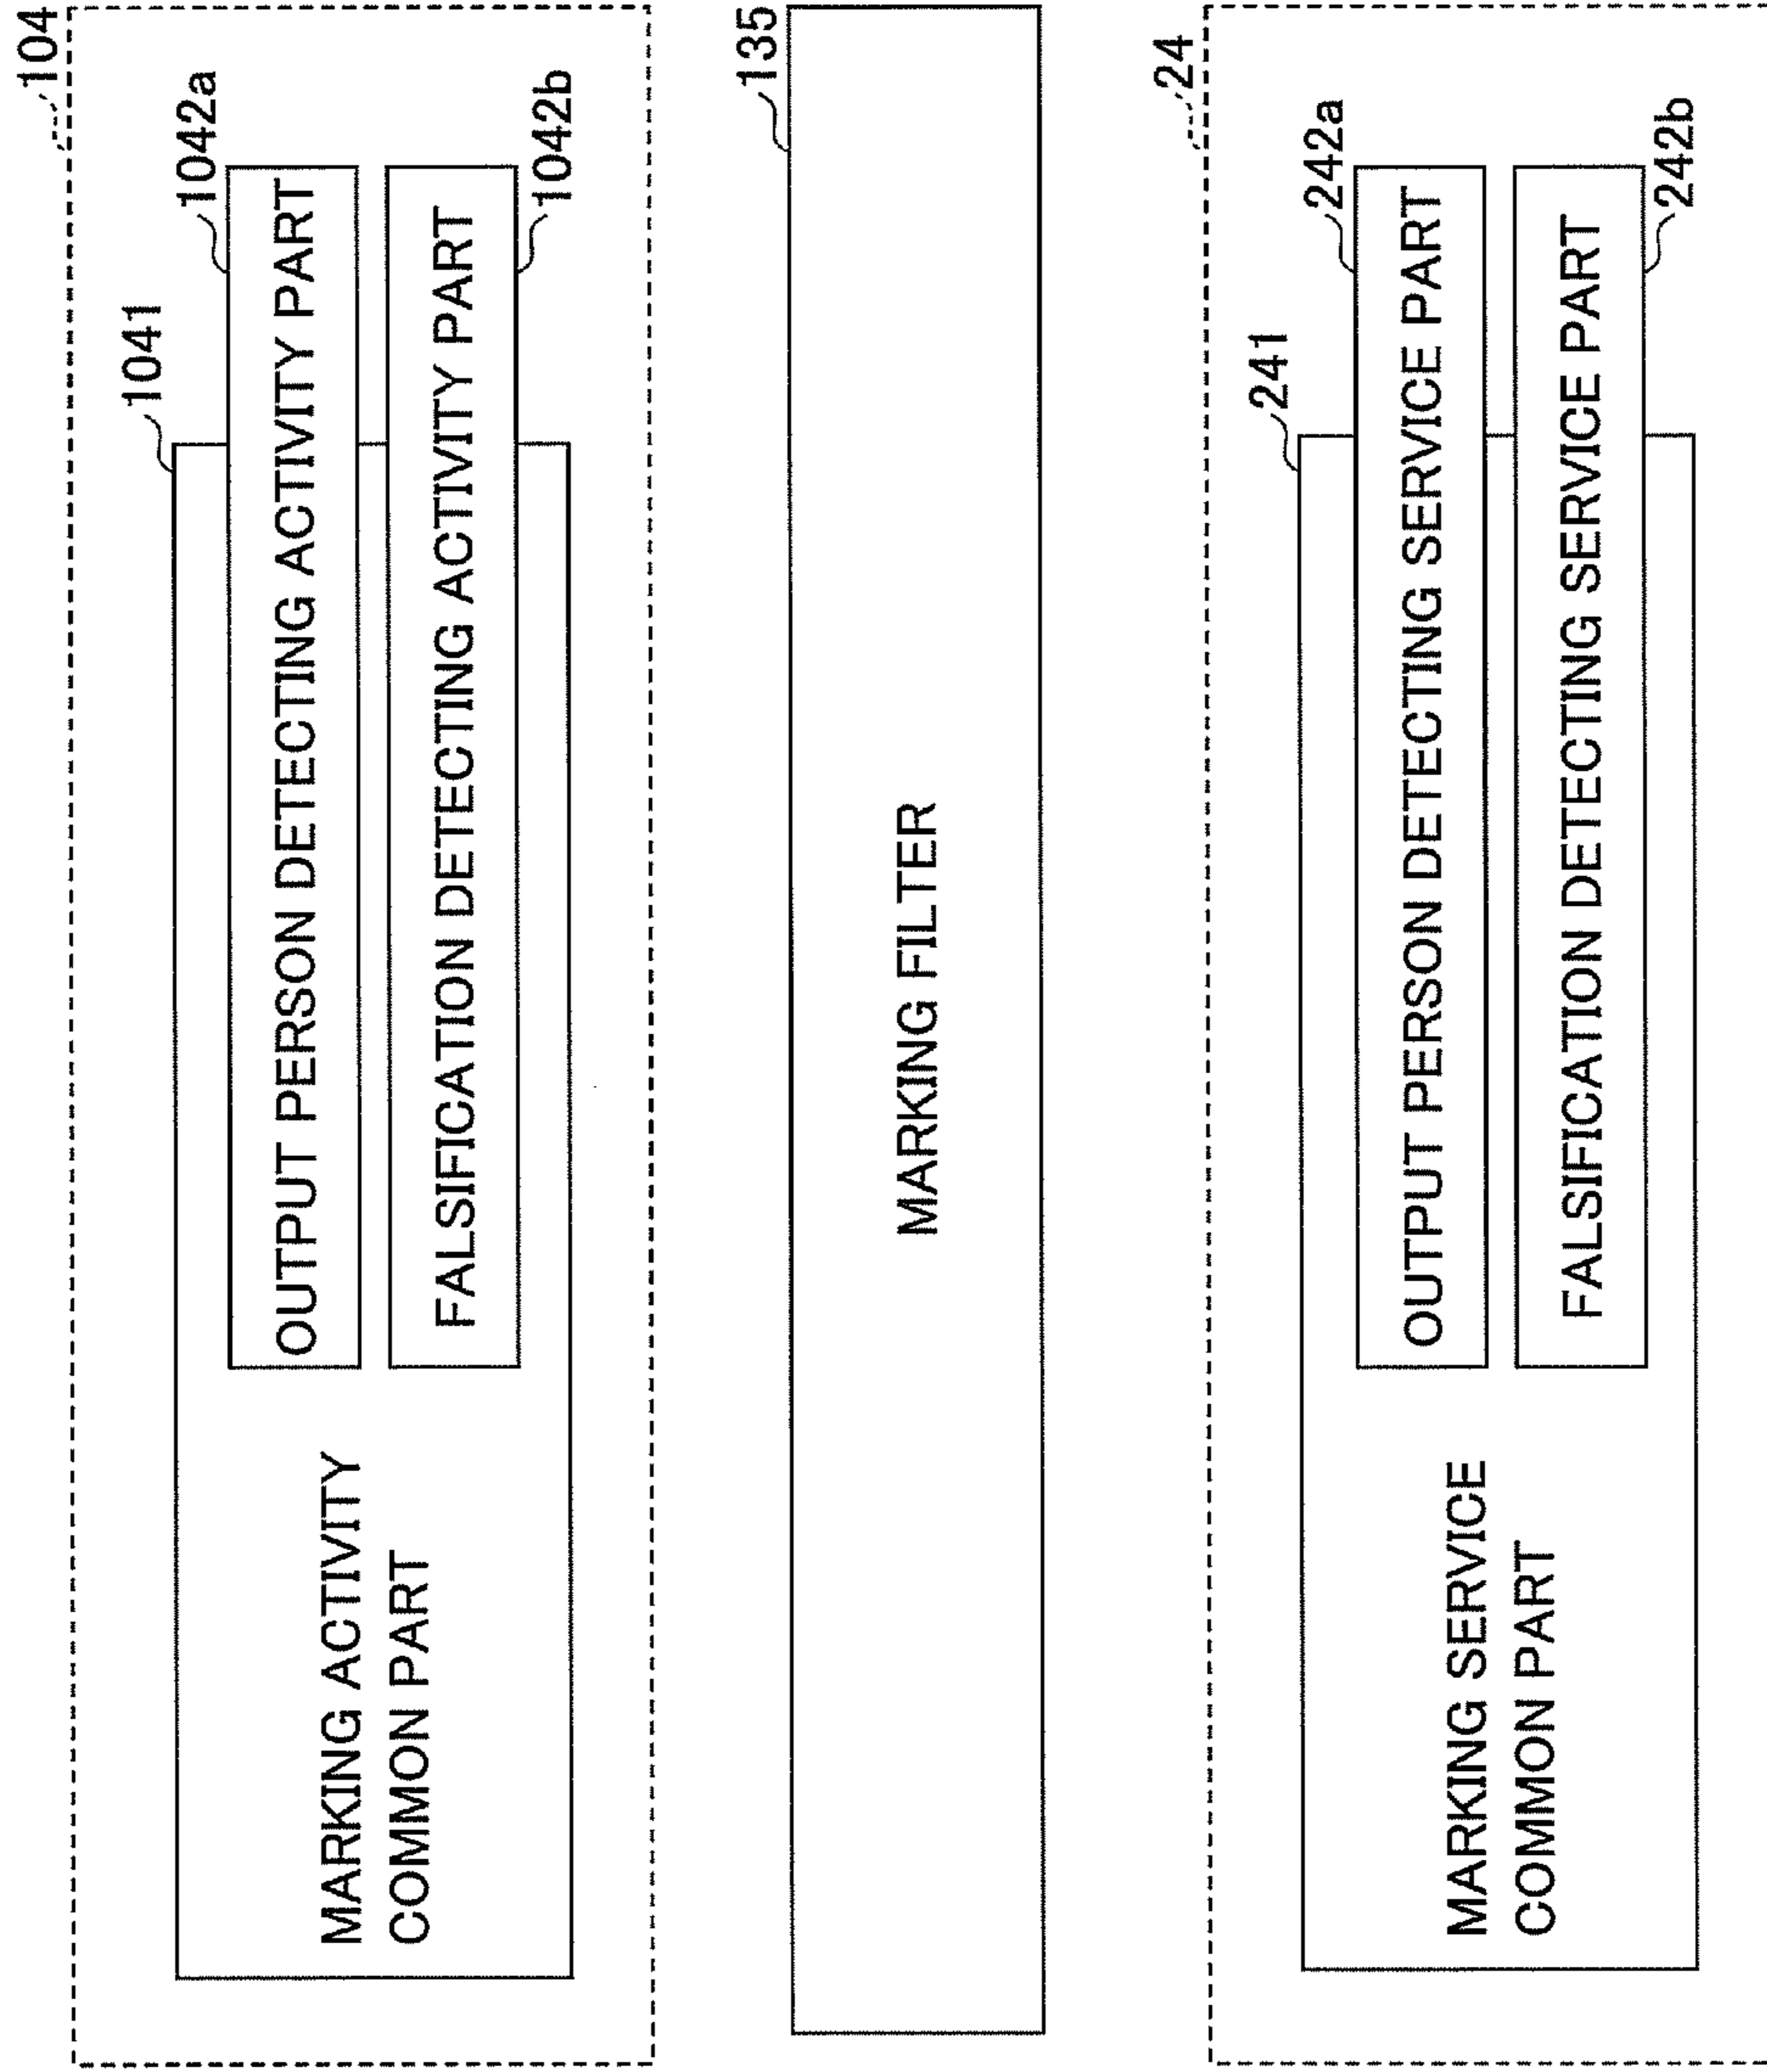 104
1041
1042a
MARKING ACTIVITY
COMMON PART
OUTPUT PERSON DETECTING ACTIVITY PART
FALSIFICATION DETECTING ACTIVITY PART
1042b
135
MARKING FILTER
24
241
242a
MARKING SERVICE
COMMON PART
OUTPUT PERSON DETECTING SERVICE PART
FALSIFICATION DETECTING SERVICE PART
242b